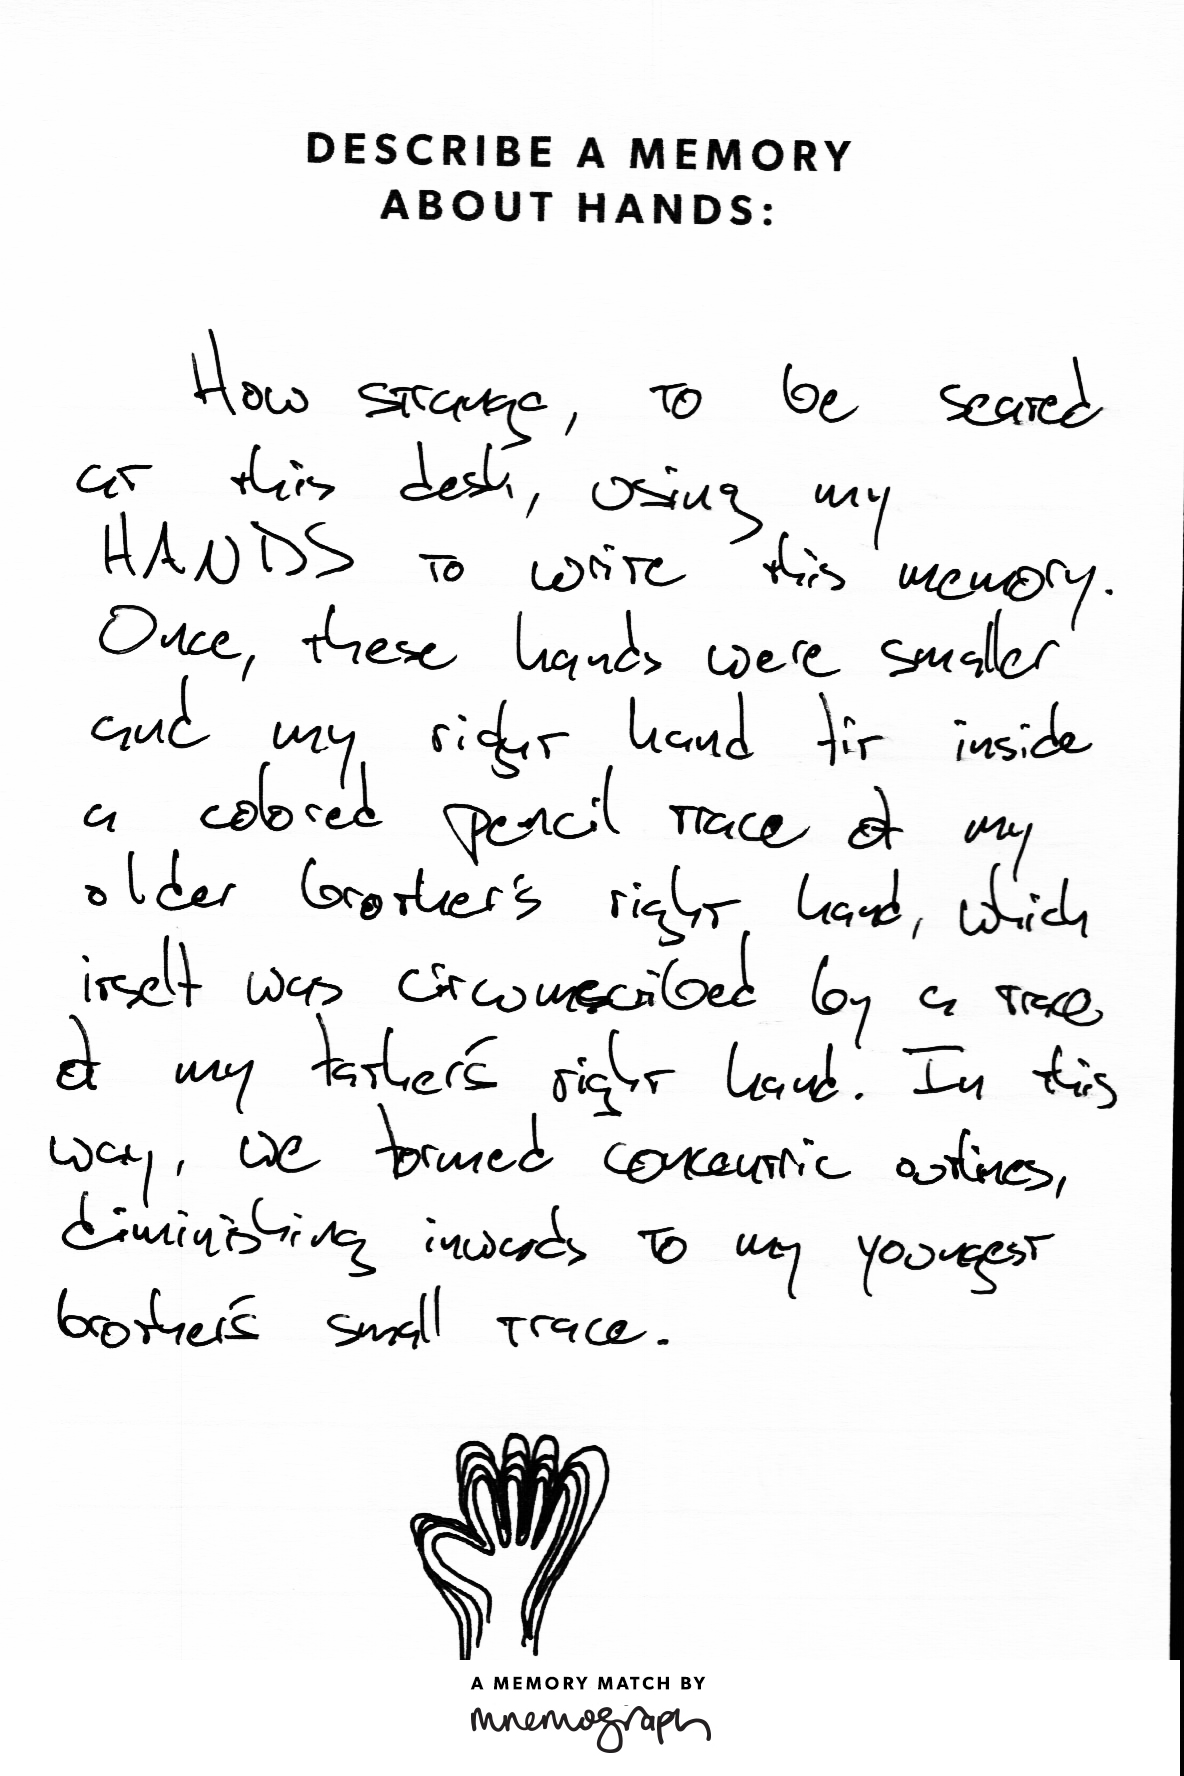 DESCRIBE A MEMORY
ABOUT HANDS:
How strange, to be seated
at this desk, using my
HANDS to write this memory.
Once, these hands were smaller
and my right hand fit inside
a colored pencil trace of my
older brother's right hand, which
itself was circumscribed by a trace
of my father's right hand. In this
way, we formed concentric outlines,
diminishing inwards to my youngest
brother's small trace.
A MEMORY MATCH BY
mnemograph